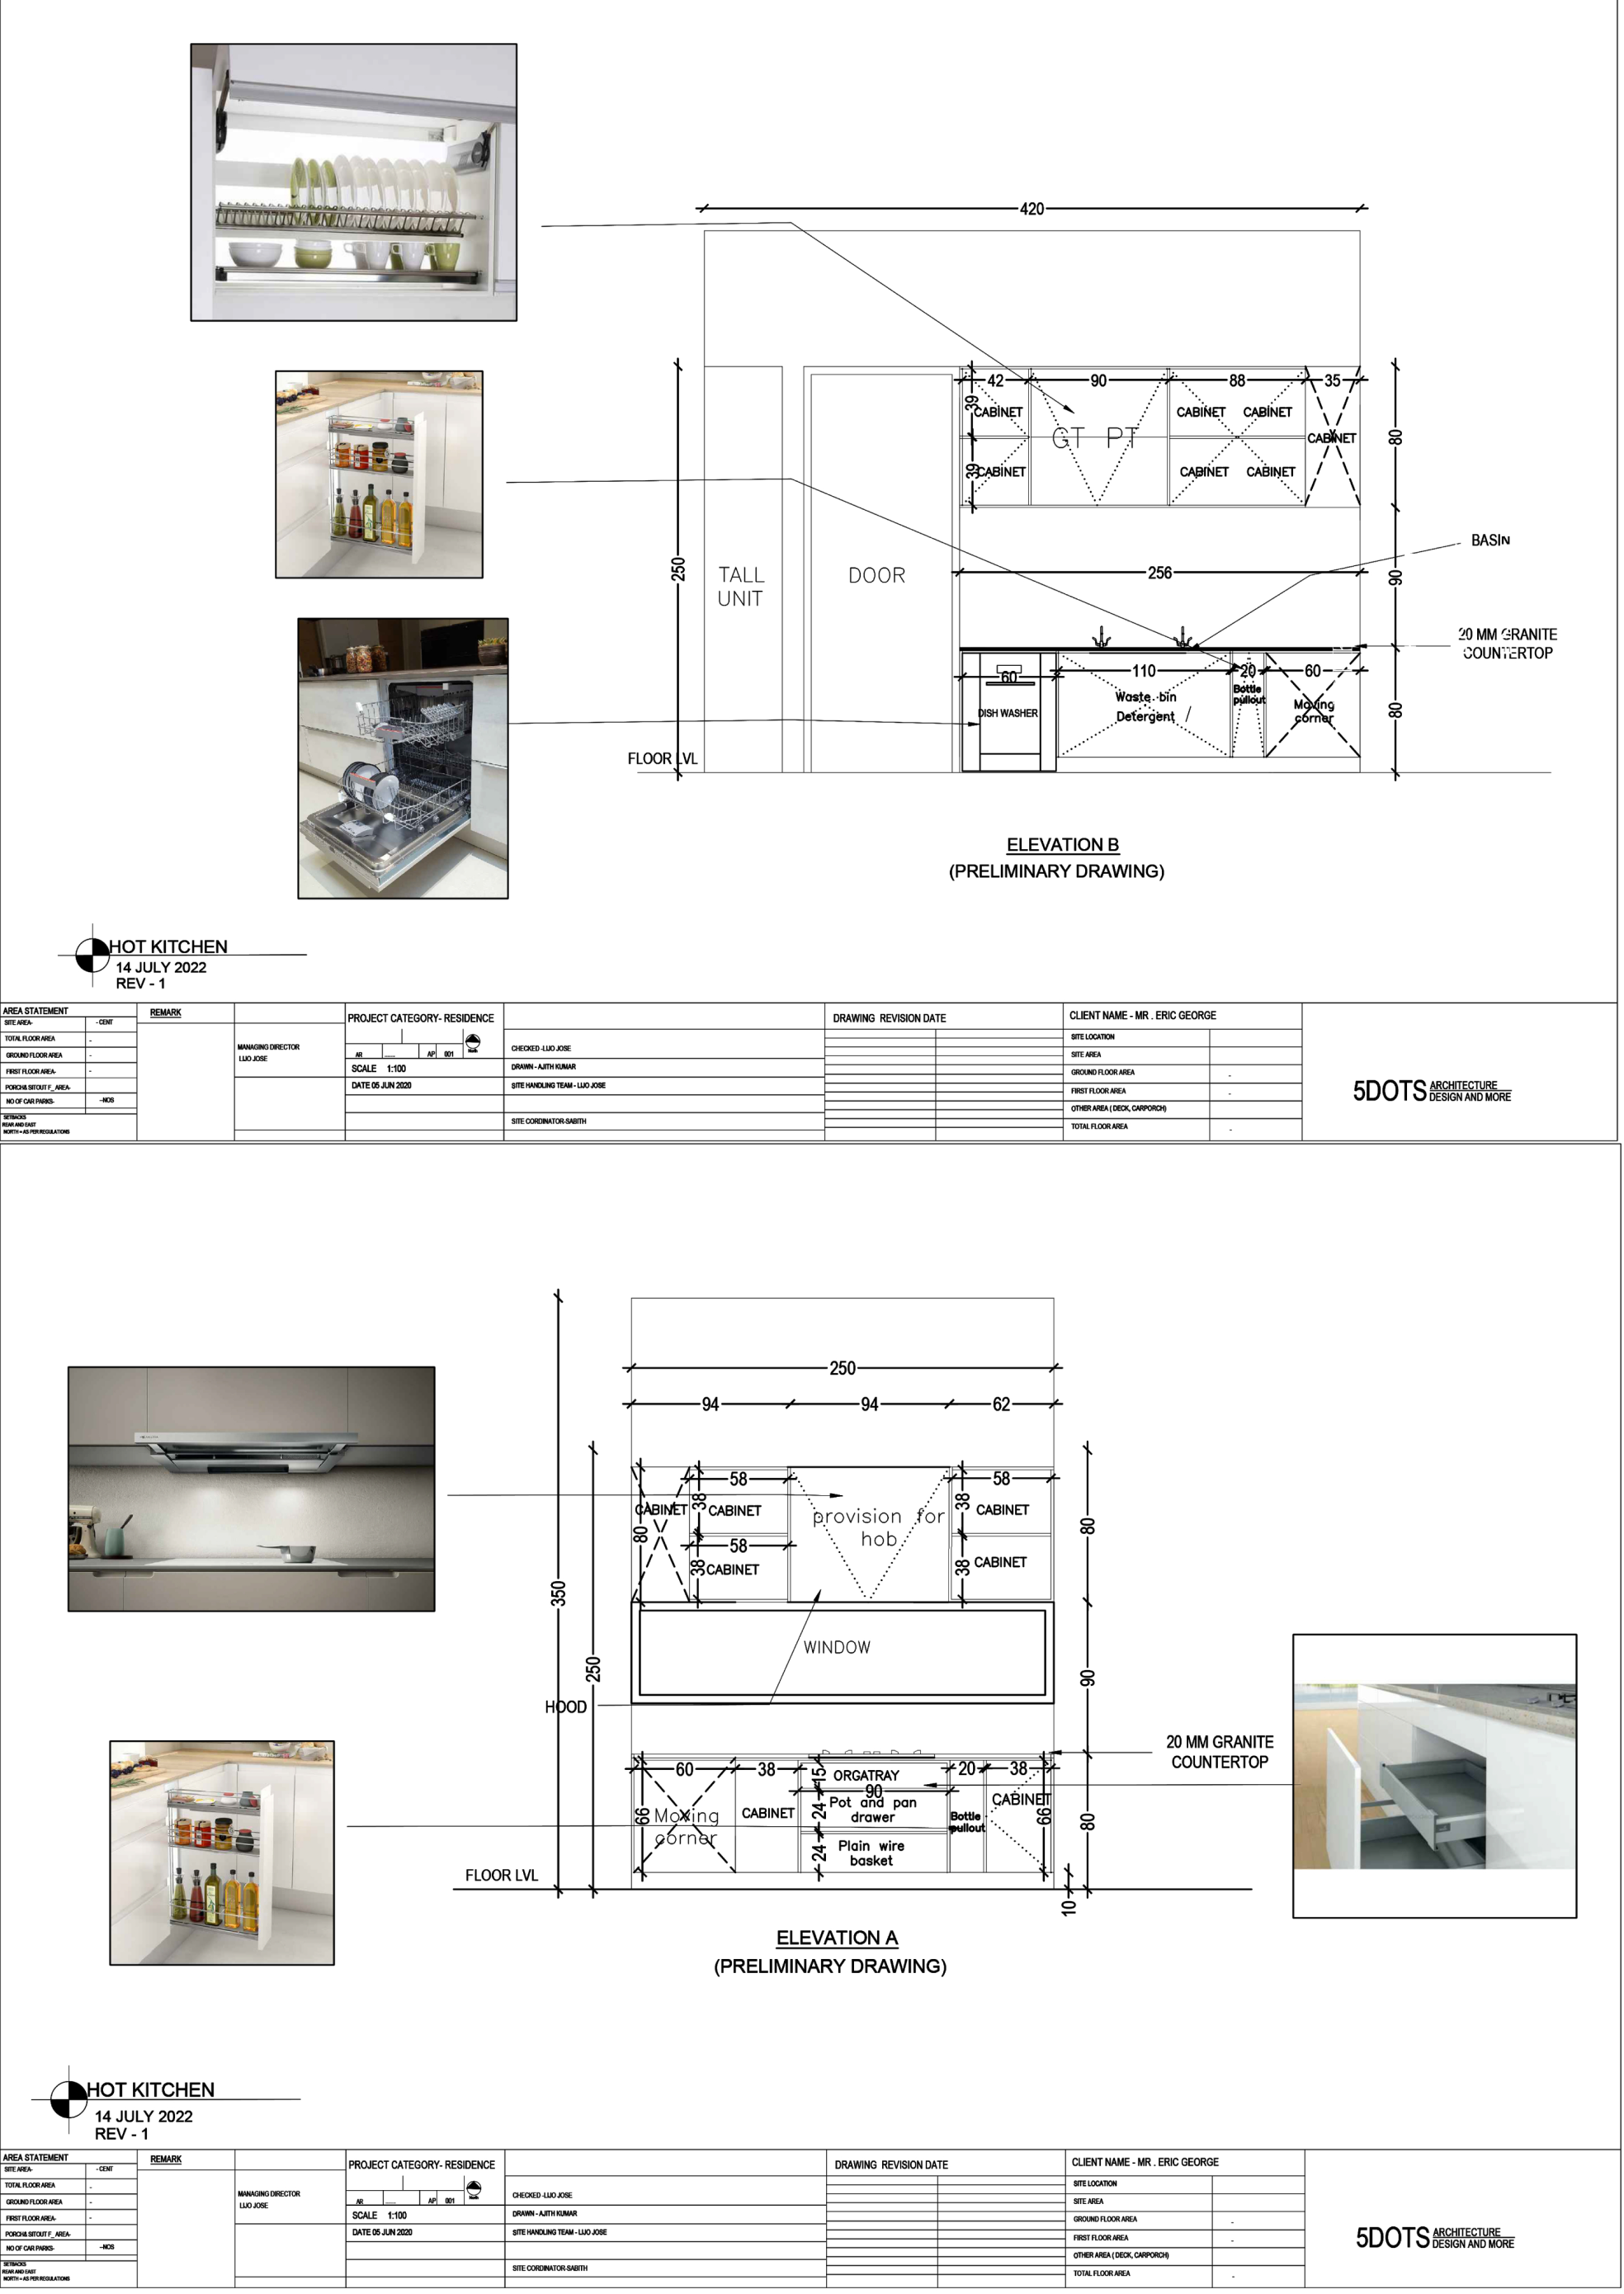 420
42
90
88
35
39
CABINET
CABINET CABINET
GT PT
CABINET
39
CABINET
CABINET CABINET
80
250
TALL
UNIT
DOOR
256
90
BASIN
20 MM GRANITE
COUNTERTOP
60
110
20
60
Waste bin
Detergent /
Bottle
pullout
Moving
corner
DISH WASHER
80
FLOOR LVL
ELEVATION B
(PRELIMINARY DRAWING)
HOT KITCHEN
14 JULY 2022
REV - 1
AREA STATEMENT
SITE AREA- - CENT
TOTAL FLOOR AREA -
GROUND FLOOR AREA -
FIRST FLOOR AREA- -
PORCH& SITOUT F_ AREA-
NO OF CAR PARKS- --NOS
SETBACKS
REAR AND EAST
NORTH = AS PER REGULATIONS
REMARK
MANAGING DIRECTOR
LIJO JOSE
PROJECT CATEGORY- RESIDENCE
AR ___ AP 001
North
SCALE 1:100
DATE 05 JUN 2020
CHECKED -LIJO JOSE
DRAWN - AJITH KUMAR
SITE HANDLING TEAM - LIJO JOSE
SITE CORDINATOR-SABITH
DRAWING REVISION DATE
CLIENT NAME - MR . ERIC GEORGE
SITE LOCATION
SITE AREA
GROUND FLOOR AREA -
FIRST FLOOR AREA -
OTHER AREA ( DECK, CARPORCH)
TOTAL FLOOR AREA -
5DOTS ARCHITECTURE
DESIGN AND MORE
250
94
94
62
58
58
CABINET
38
CABINET
provision for
hob
38
CABINET
80
58
38
CABINET
38
CABINET
80
350
250
WINDOW
90
HOOD
20 MM GRANITE
COUNTERTOP
60
38
15
ORGATRAY
90
20
38
66
Moving
corner
CABINET
24
Pot and pan
drawer
Bottle
pullout
CABINET
66
24
Plain wire
basket
80
FLOOR LVL
10
ELEVATION A
(PRELIMINARY DRAWING)
HOT KITCHEN
14 JULY 2022
REV - 1
AREA STATEMENT
SITE AREA- - CENT
TOTAL FLOOR AREA -
GROUND FLOOR AREA -
FIRST FLOOR AREA- -
PORCH& SITOUT F_ AREA-
NO OF CAR PARKS- --NOS
SETBACKS
REAR AND EAST
NORTH = AS PER REGULATIONS
REMARK
MANAGING DIRECTOR
LIJO JOSE
PROJECT CATEGORY- RESIDENCE
AR ___ AP 001
North
SCALE 1:100
DATE 05 JUN 2020
CHECKED -LIJO JOSE
DRAWN - AJITH KUMAR
SITE HANDLING TEAM - LIJO JOSE
SITE CORDINATOR-SABITH
DRAWING REVISION DATE
CLIENT NAME - MR . ERIC GEORGE
SITE LOCATION
SITE AREA
GROUND FLOOR AREA -
FIRST FLOOR AREA -
OTHER AREA ( DECK, CARPORCH)
TOTAL FLOOR AREA -
5DOTS ARCHITECTURE
DESIGN AND MORE